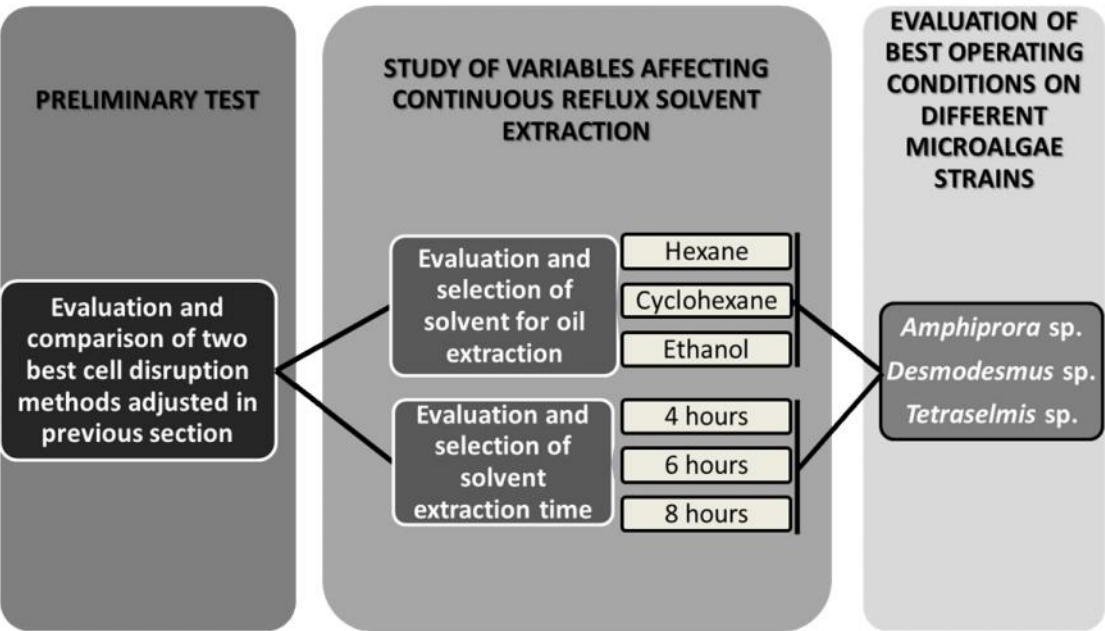 PRELIMINARY TEST
Evaluation and
comparison of two
best cell disruption
methods adjusted in
previous section
STUDY OF VARIABLES AFFECTING
CONTINUOUS REFLUX SOLVENT
EXTRACTION
Evaluation and
selection of
solvent for oil
extraction
Hexane
Cyclohexane
Ethanol
Evaluation and
selection of
solvent
extraction time
4 hours
6 hours
8 hours
EVALUATION OF
BEST OPERATING
CONDITIONS ON
DIFFERENT
MICROALGAE
STRAINS
Amphiprora sp.
Desmodesmus sp.
Tetraselmis sp.